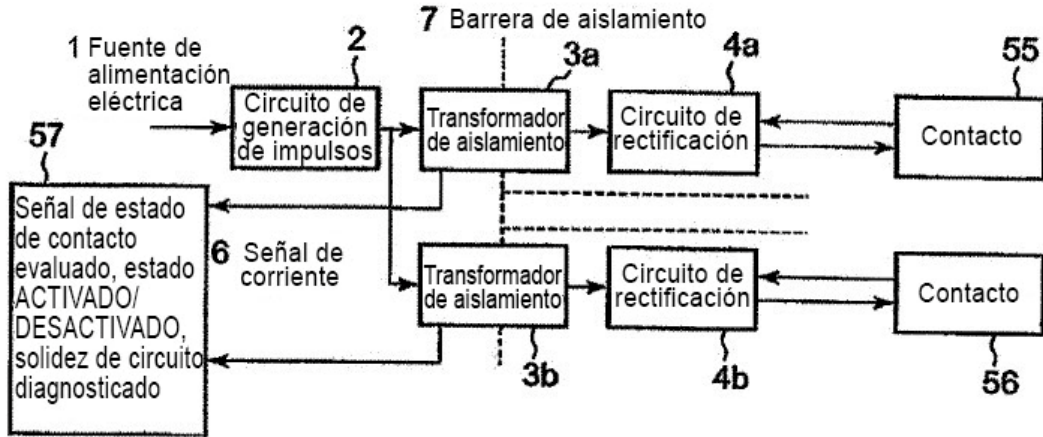 7 Barrera de aislamiento
1 Fuente de
alimentación
eléctrica
2
3a
4a
55
Circuito de
generación
de impulsos
Transformador
de aislamiento
Circuito de
rectificación
Contacto
57
Señal de estado
de contacto
evaluado, estado
ACTIVADO/
DESACTIVADO,
solidez de circuito
diagnosticado
6 Señal de
corriente
Transformador
de aislamiento
Circuito de
rectificación
Contacto
3b
4b
56